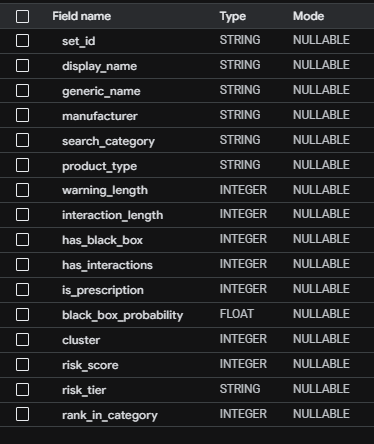 Field name Type Mode
set_id STRING NULLABLE
display_name STRING NULLABLE
generic_name STRING NULLABLE
manufacturer STRING NULLABLE
search_category STRING NULLABLE
product_type STRING NULLABLE
warning_length INTEGER NULLABLE
interaction_length INTEGER NULLABLE
has_black_box INTEGER NULLABLE
has_interactions INTEGER NULLABLE
is_prescription INTEGER NULLABLE
black_box_probability FLOAT NULLABLE
cluster INTEGER NULLABLE
risk_score INTEGER NULLABLE
risk_tier STRING NULLABLE
rank_in_category INTEGER NULLABLE